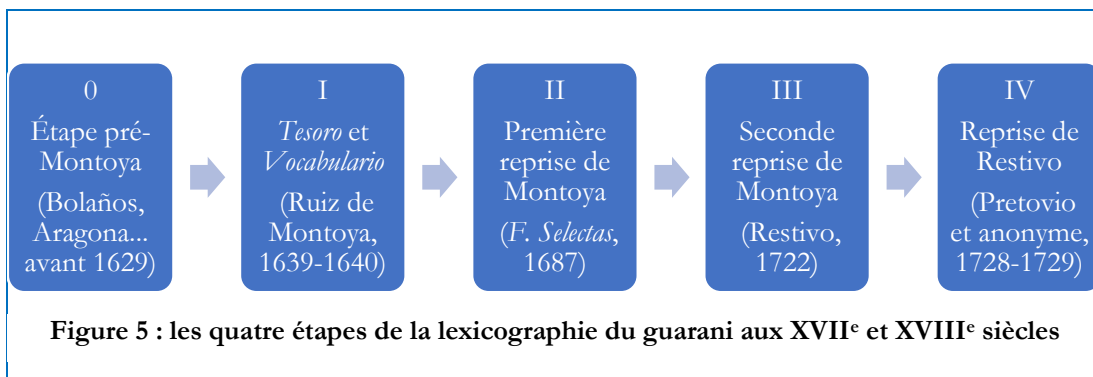 0
Étape pré-
Montoya
(Bolaños,
Aragona...
avant 1629)
I
Tesoro et
Vocabulario
(Ruiz de
Montoya,
1639-1640)
II
Première
reprise de
Montoya
(F. Selectas,
1687)
III
Seconde
reprise de
Montoya
(Restivo,
1722)
IV
Reprise de
Restivo
(Pretovio
et anonyme,
1728-1729)
Figure 5 : les quatre étapes de la lexicographie du guarani aux XVIIᵉ et XVIIIᵉ siècles